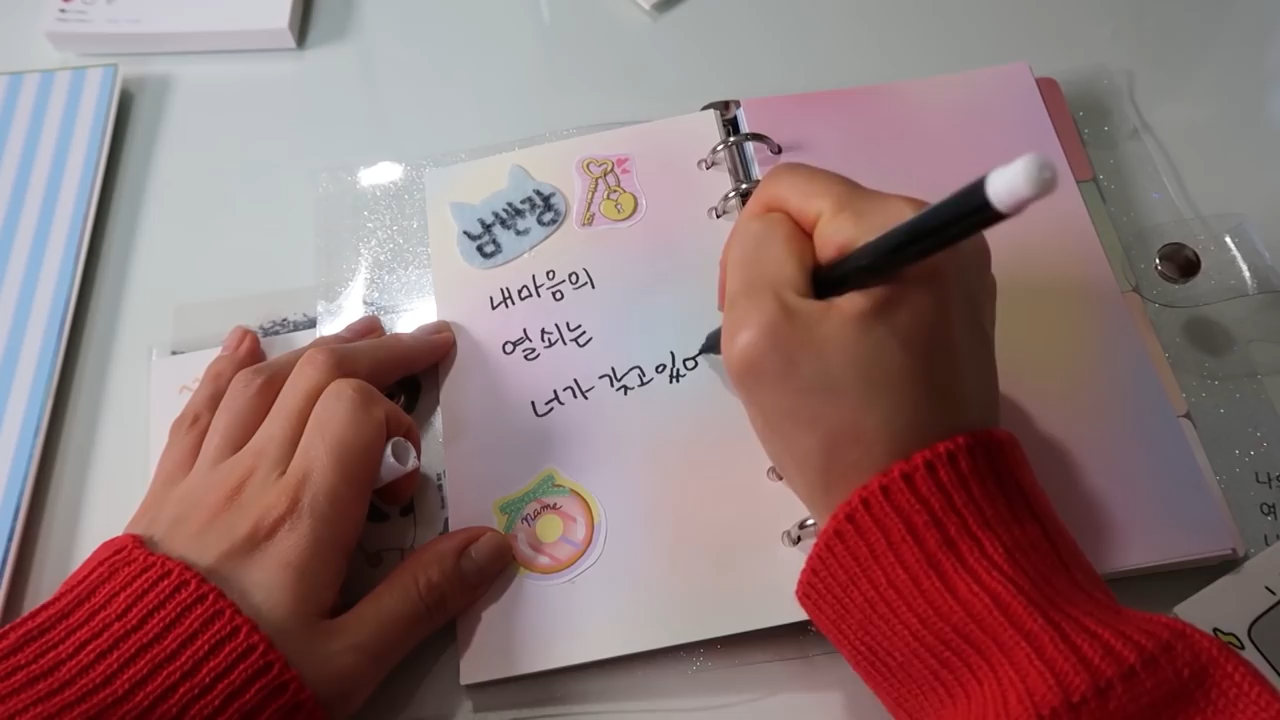 남반장
내마음의
열쇠는
너가 갖고 있어
name